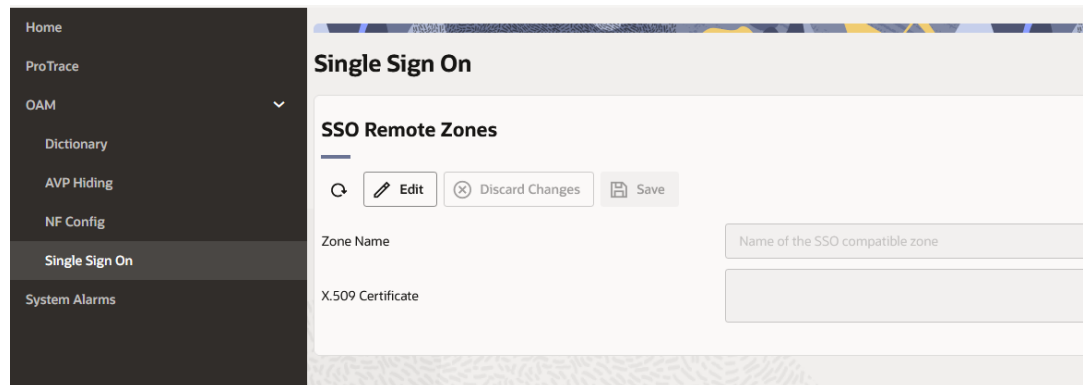 Home
ProTrace
OAM
Dictionary
AVP Hiding
NF Config
Single Sign On
System Alarms
Single Sign On
SSO Remote Zones
Edit Discard Changes Save
Zone Name Name of the SSO compatible zone
X.509 Certificate